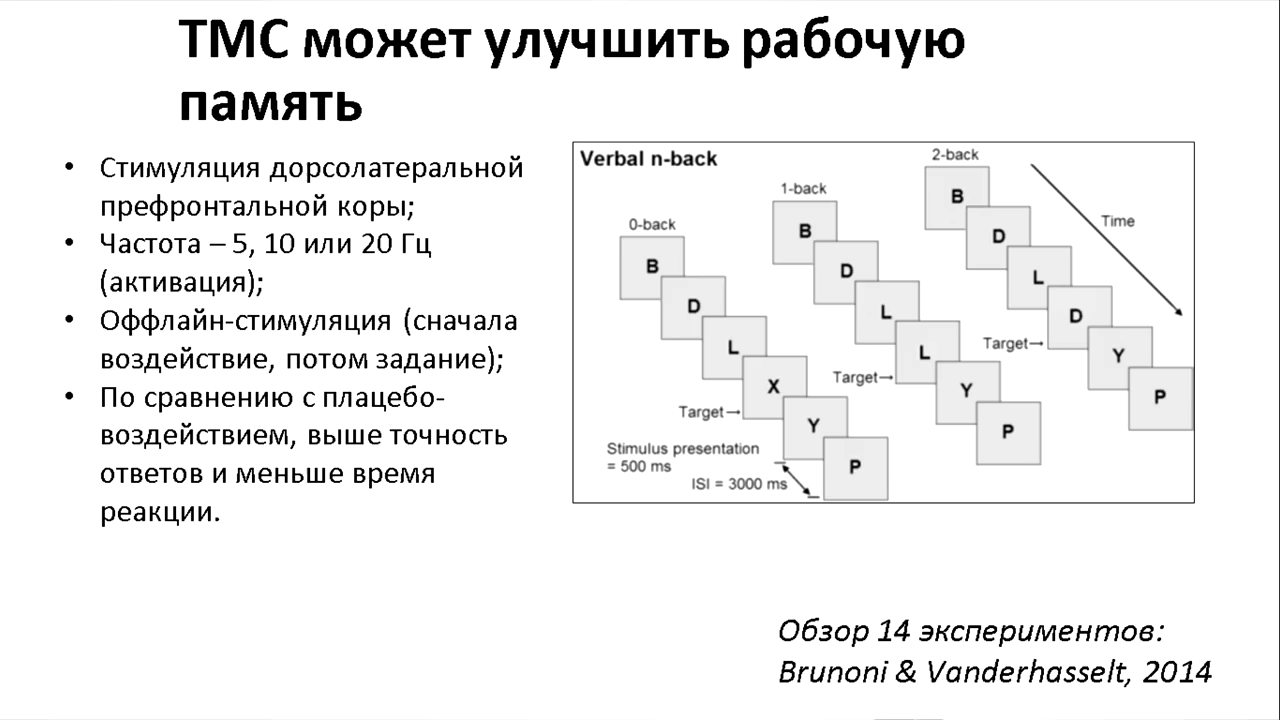 ТМС может улучшить рабочую
память
• Стимуляция дорсолатеральной
префронтальной коры;
• Частота – 5, 10 или 20 Гц
(активация);
• Оффлайн-стимуляция (сначала
воздействие, потом задание);
• По сравнению с плацебо-
воздействием, выше точность
ответов и меньше время
реакции.
Verbal n-back
0-back
B
D
L
X
Target→
Y
P
Stimulus presentation
= 500 ms
ISI = 3000 ms
1-back
B
D
L
L
Target→
Y
P
2-back
B
D
L
D
Target→
Y
P
Time
Обзор 14 экспериментов:
Brunoni & Vanderhasselt, 2014